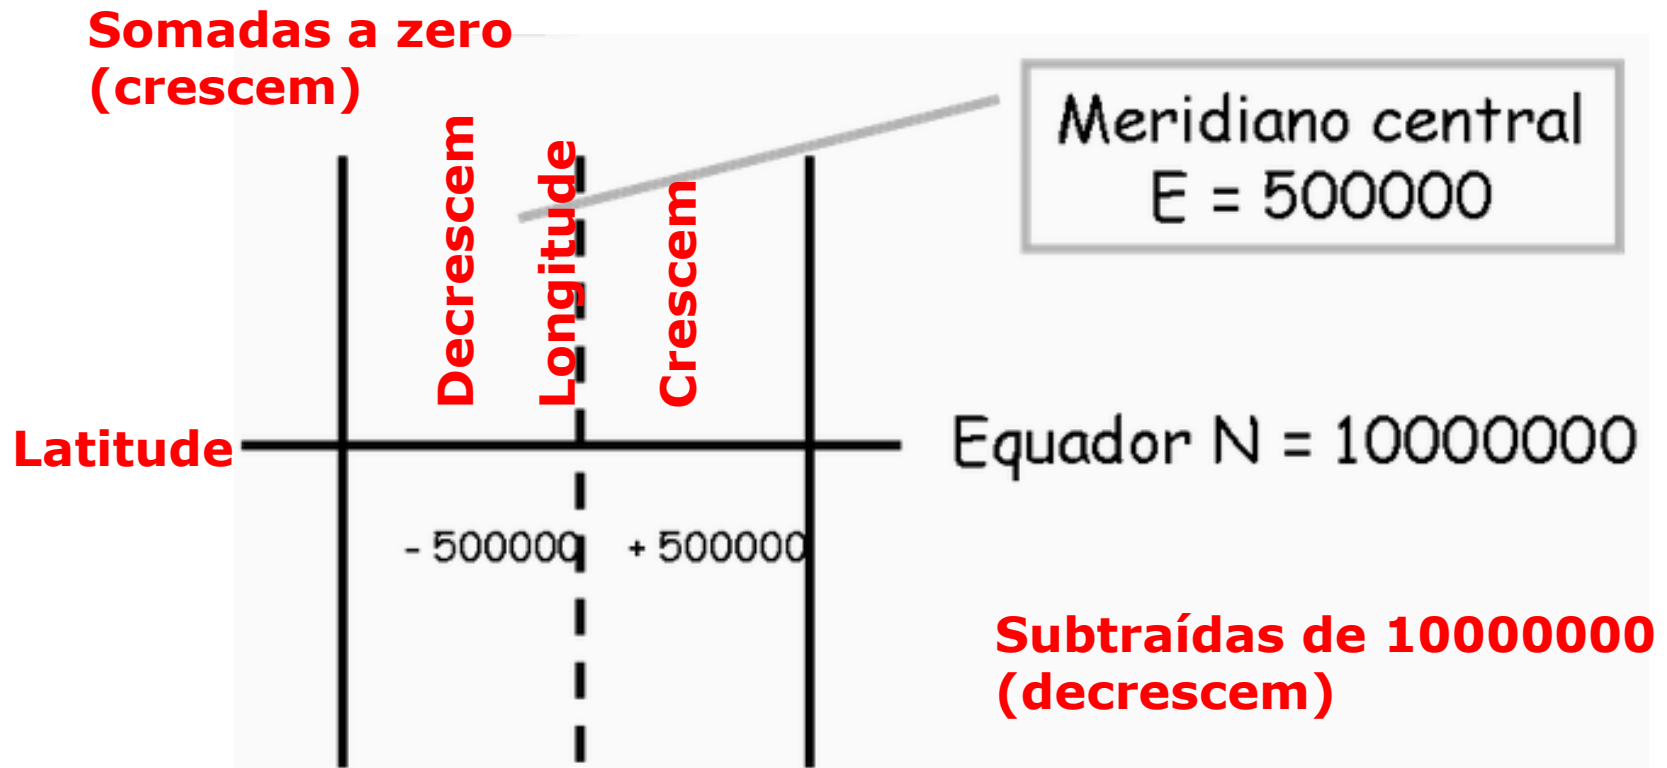 Somadas a zero
(crescem)
Meridiano central
E = 500000
Decrescem
Longitude
Crescem
Latitude
Equador N = 10000000
- 500000
+ 500000
Subtraídas de 10000000
(decrescem)